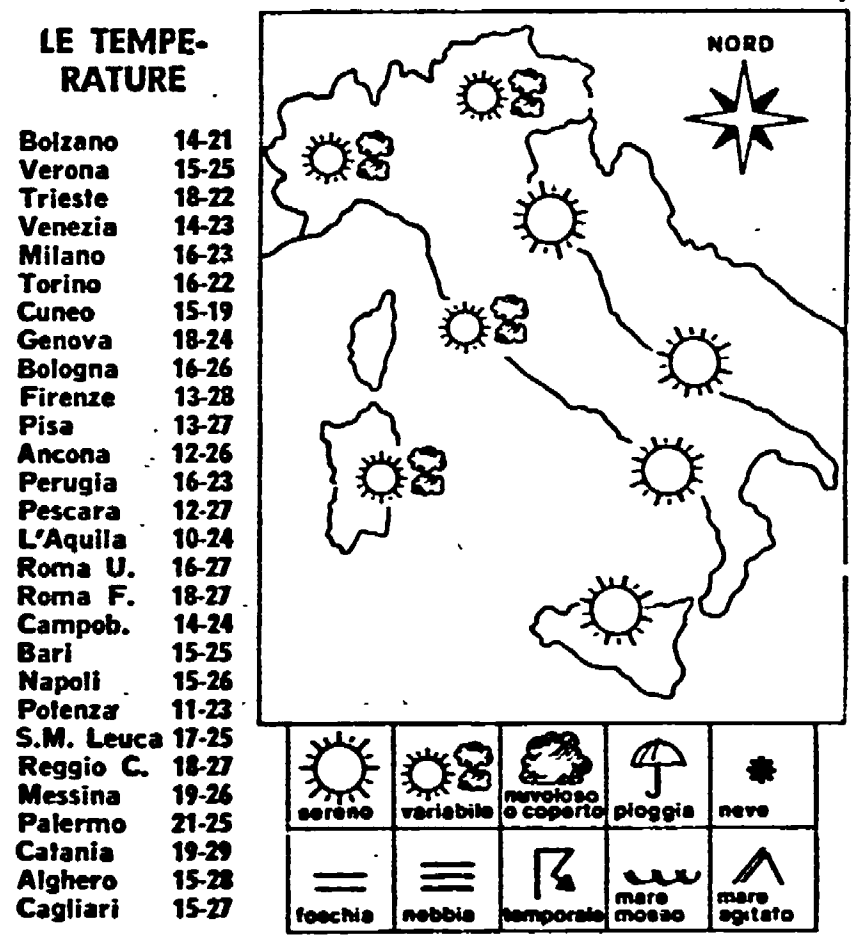 LE TEMPE-
RATURE
Bolzano 14-21
Verona 15-25
Trieste 18-22
Venezia 14-23
Milano 16-23
Torino 16-22
Cuneo 15-19
Genova 18-24
Bologna 16-26
Firenze 13-28
Pisa 13-27
Ancona 12-26
Perugia 16-23
Pescara 12-27
L'Aquila 10-24
Roma U. 16-27
Roma F. 18-27
Campob. 14-24
Bari 15-25
Napoli 15-26
Potenza 11-23
S.M. Leuca 17-25
Reggio C. 18-27
Messina 19-26
Palermo 21-25
Catania 19-29
Alghero 15-28
Cagliari 15-27
NORD
sereno
variabile
nuvoloso
o coperto
pioggia
neve
foschia
nebbia
temporale
mare
mosso
mare
agitato